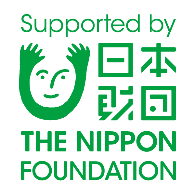 Supported by
日本
財団
THE NIPPON
FOUNDATION